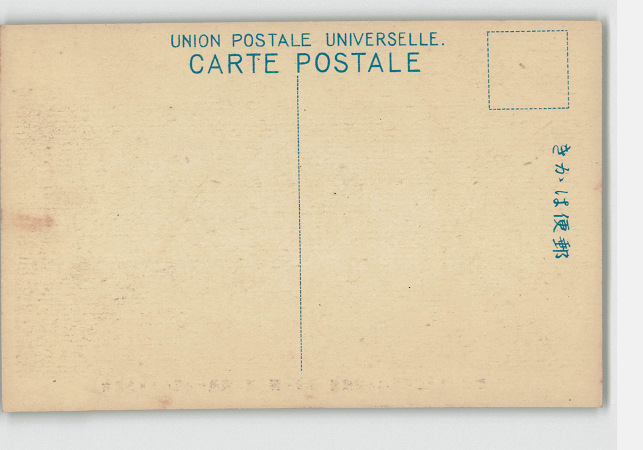 UNION POSTALE UNIVERSELLE.
CARTE POSTALE
郵便はがき